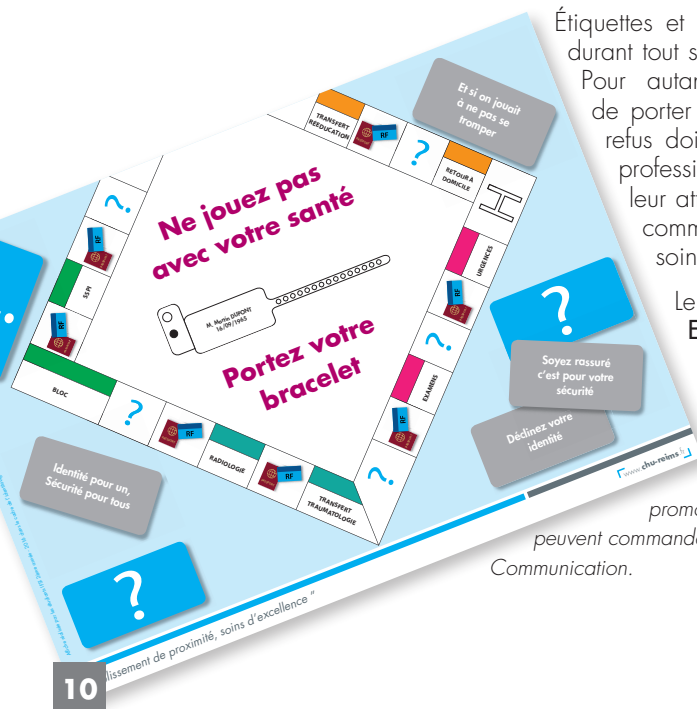 Étiquettes et
durant tout s
Pour autan
de porter
refus doi
professi
leur at
comm
soin
Le
promo
peuvent commande
Communication.
Et si on jouait
à ne pas se
tromper
TRANSFERT
RÉÉDUCATION
RF
?
RETOUR À
DOMICILE
H
URGENCES
RF
?
EXAMENS
RF
?
TRANSFERT
TRAUMATOLOGIE
RF
RADIOLOGIE
RF
?
BLOC
RF
SSPI
RF
?
Ne jouez pas
avec votre santé
M. Martin DUPONT
16/09/1965
Portez votre
bracelet
?
Soyez rassuré
c'est pour votre
sécurité
Déclinez votre
identité
Identité pour un,
Sécurité pour tous
?
www.chu-reims.fr
lissement de proximité, soins d'excellence "
10